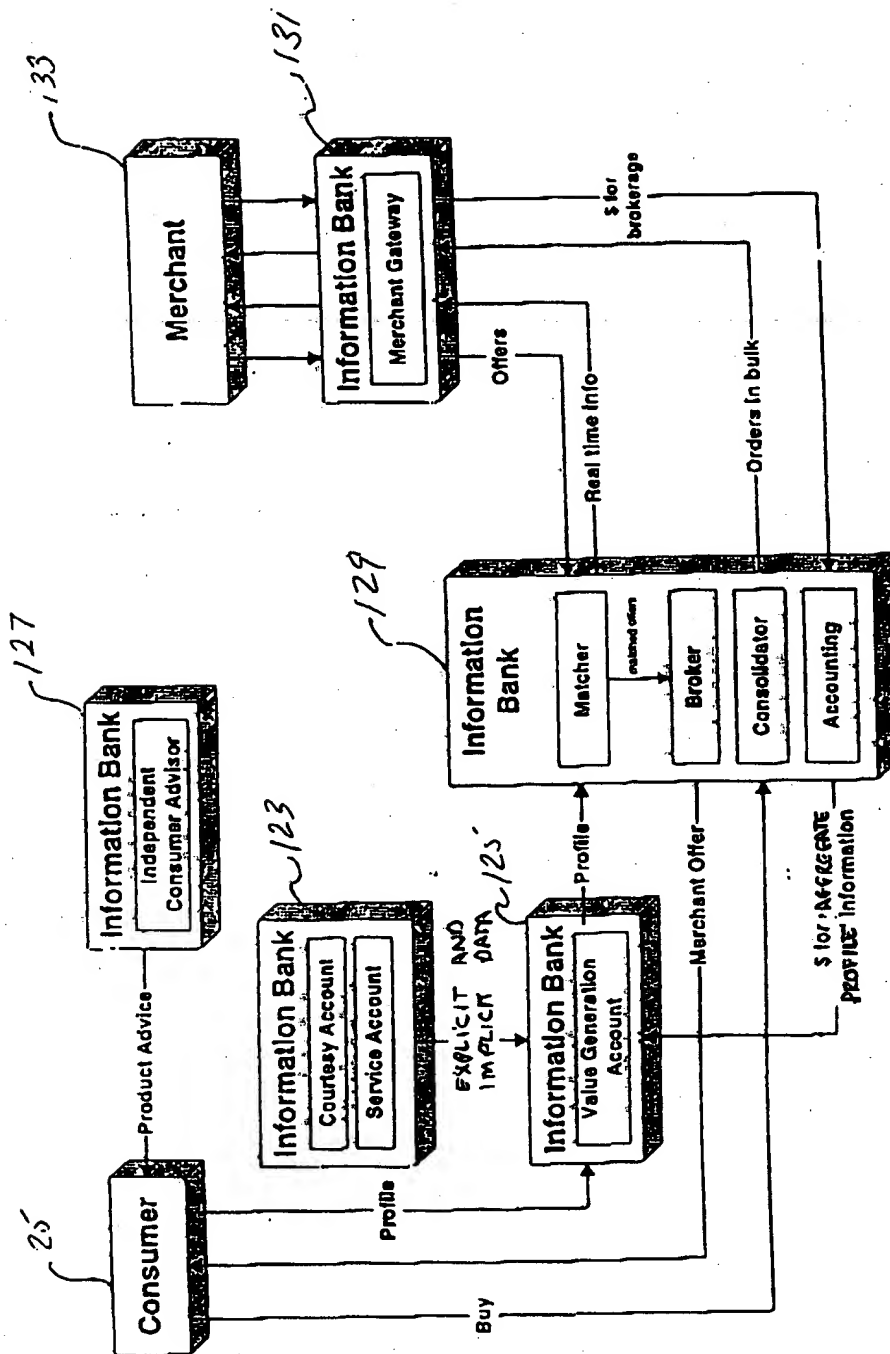 133
Merchant
131
Information Bank
Merchant Gateway
Offers
Real time info
Orders in bulk
$ for
brokerage
127
Information Bank
Independent
Consumer Advisor
Product Advice
25
Consumer
123
Information Bank
Courtesy Account
Service Account
EXPLICIT AND
IMPLICIT DATA
125
Information Bank
Value Generation
Account
Profile
Profile
Merchant Offer
Buy
$ for AGGREGATE
PROFILE Information
129
Information
Bank
Matcher
matched offers
Broker
Consolidator
Accounting